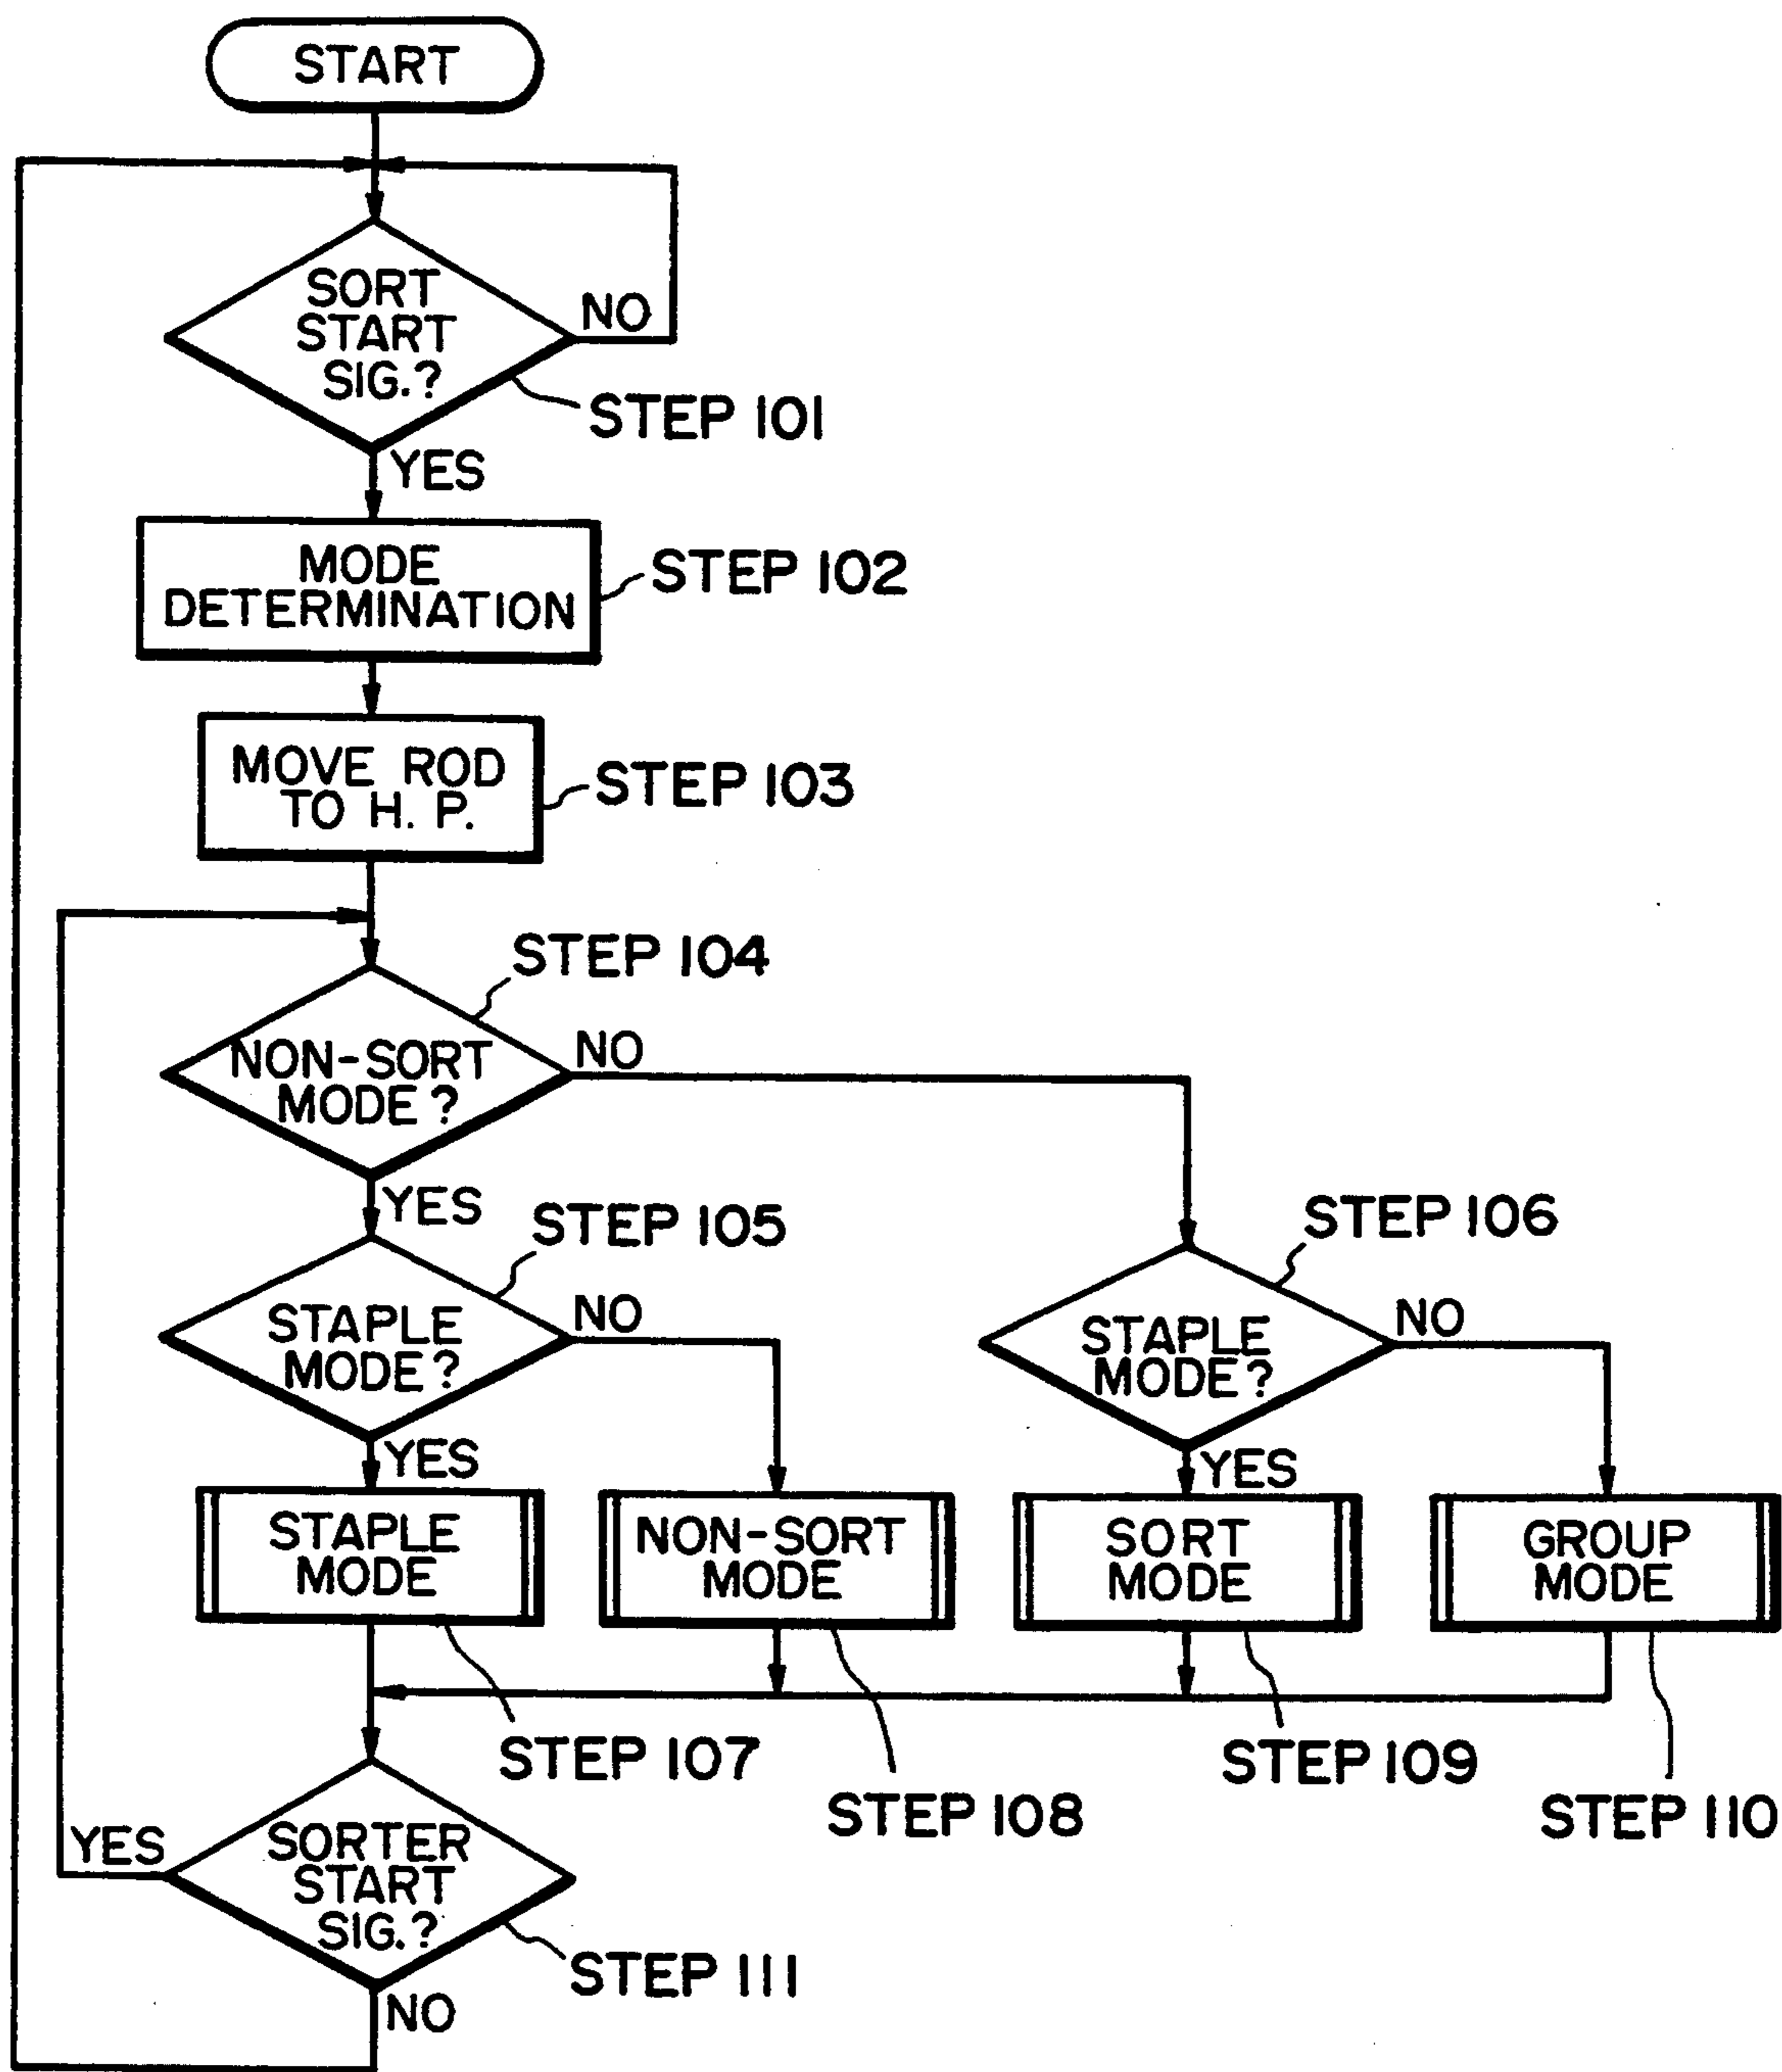 START
SORT
START
SIG.?
NO
STEP 101
YES
MODE
DETERMINATION
STEP 102
MOVE ROD
TO H. P.
STEP 103
STEP 104
NON-SORT
MODE?
NO
YES
STEP 105
STEP 106
STAPLE
MODE?
NO
STAPLE
MODE?
NO
YES
YES
STAPLE
MODE
NON-SORT
MODE
SORT
MODE
GROUP
MODE
STEP 107
STEP 108
STEP 109
STEP 110
YES
SORTER
START
SIG.?
STEP 111
NO